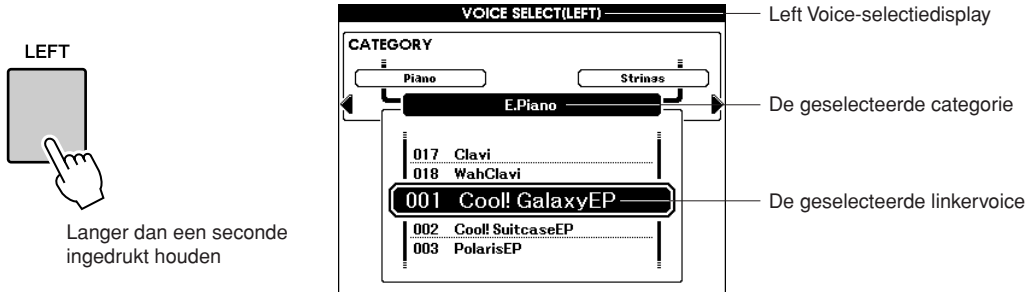 LEFT
Langer dan een seconde
ingedrukt houden
VOICE SELECT(LEFT)
CATEGORY
Piano
Strings
E.Piano
017 Clavi
018 WahClavi
001 Cool! GalaxyEP
002 Cool! SuitcaseEP
003 PolarisEP
Left Voice-selectiedisplay
De geselecteerde categorie
De geselecteerde linkervoice